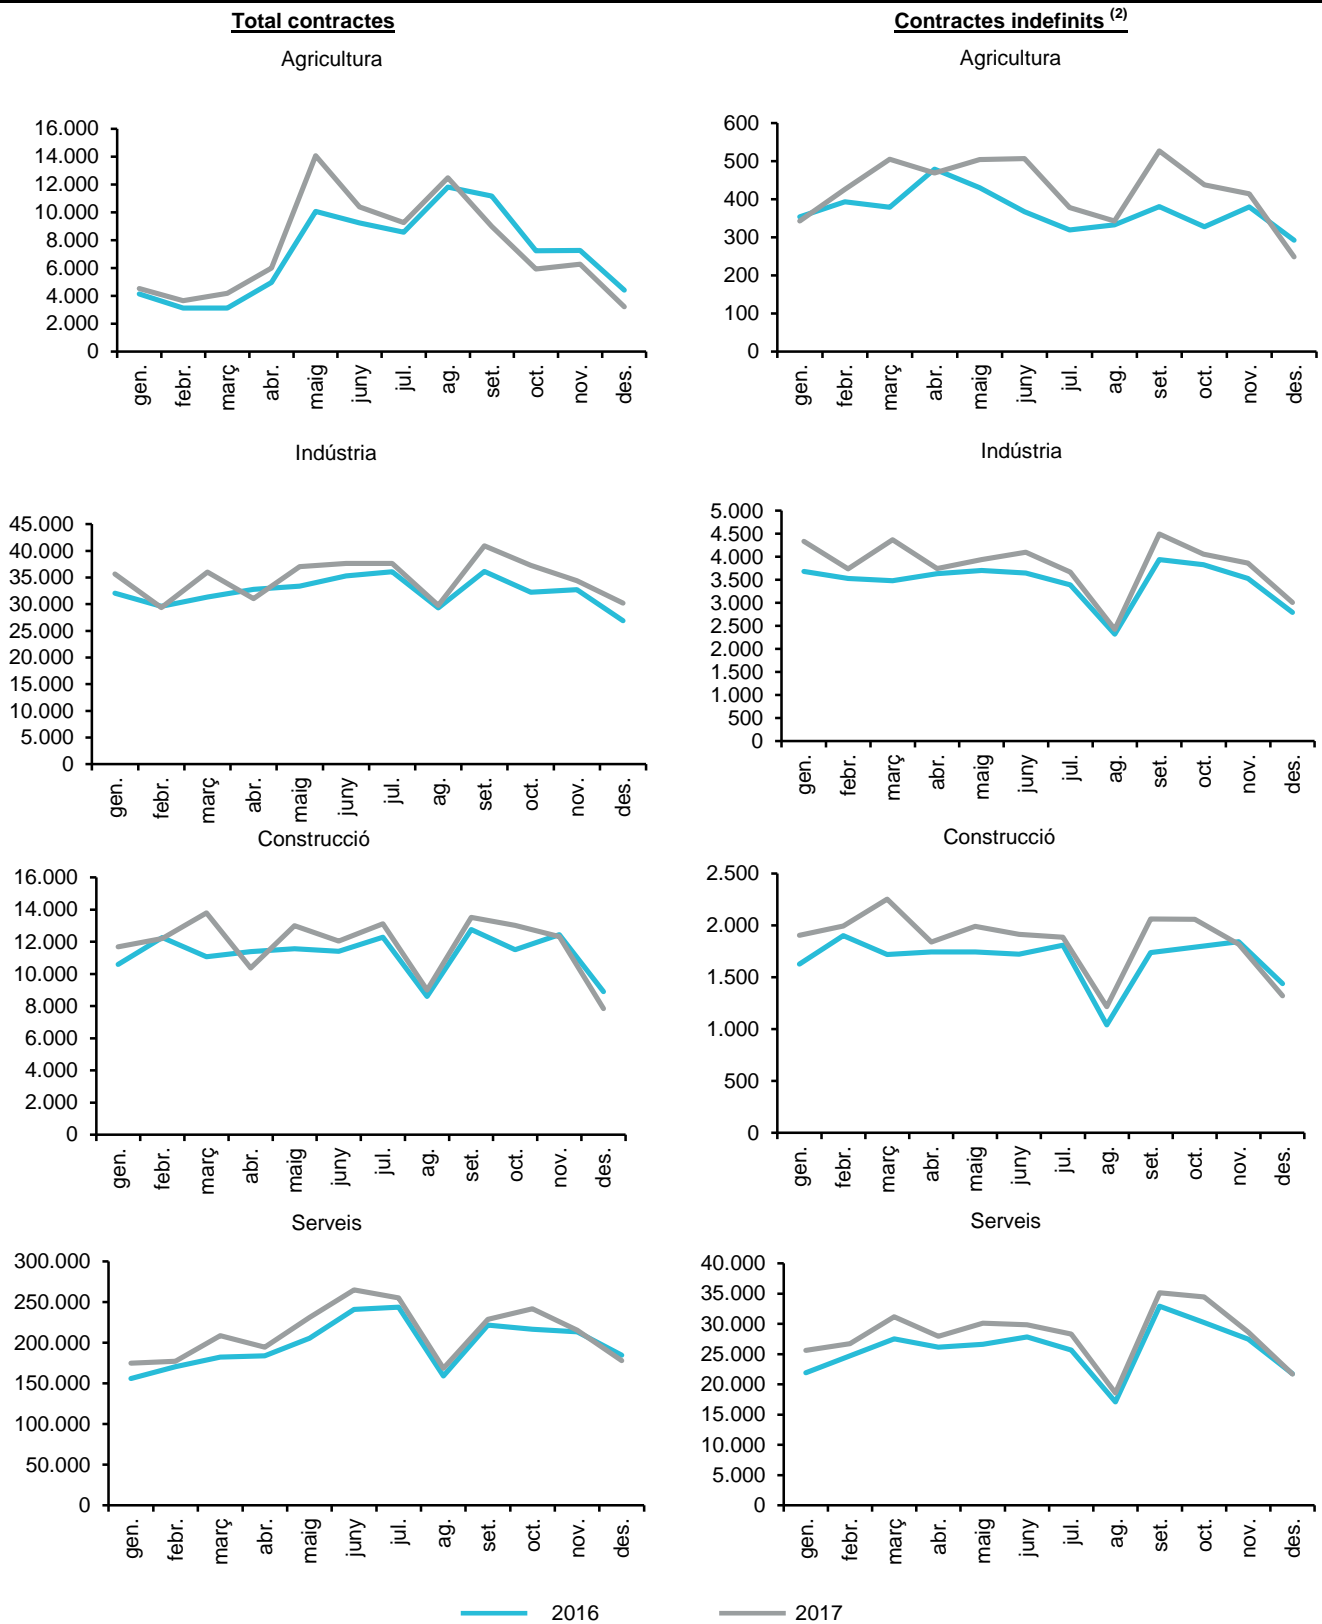 Total contractes
Agricultura
16.000
14.000
12.000
10.000
8.000
6.000
4.000
2.000
0
gen.
febr.
març
abr.
maig
juny
jul.
ag.
set.
oct.
nov.
des.
Contractes indefinits (2)
Agricultura
600
500
400
300
200
100
0
gen.
febr.
març
abr.
maig
juny
jul.
ag.
set.
oct.
nov.
des.
Indústria
45.000
40.000
35.000
30.000
25.000
20.000
15.000
10.000
5.000
0
gen.
febr.
març
abr.
maig
juny
jul.
ag.
set.
oct.
nov.
des.
Indústria
5.000
4.500
4.000
3.500
3.000
2.500
2.000
1.500
1.000
500
0
gen.
febr.
març
abr.
maig
juny
jul.
ag.
set.
oct.
nov.
des.
Construcció
16.000
14.000
12.000
10.000
8.000
6.000
4.000
2.000
0
gen.
febr.
març
abr.
maig
juny
jul.
ag.
set.
oct.
nov.
des.
Construcció
2.500
2.000
1.500
1.000
500
0
gen.
febr.
març
abr.
maig
juny
jul.
ag.
set.
oct.
nov.
des.
Serveis
300.000
250.000
200.000
150.000
100.000
50.000
0
gen.
febr.
març
abr.
maig
juny
jul.
ag.
set.
oct.
nov.
des.
Serveis
40.000
35.000
30.000
25.000
20.000
15.000
10.000
5.000
0
gen.
febr.
març
abr.
maig
juny
jul.
ag.
set.
oct.
nov.
des.
2016
2017